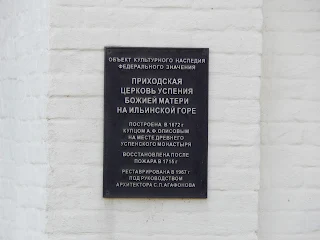 ОБЪЕКТ КУЛЬТУРНОГО НАСЛЕДИЯ
ФЕДЕРАЛЬНОГО ЗНАЧЕНИЯ
ПРИХОДСКАЯ
ЦЕРКОВЬ УСПЕНИЯ
БОЖИЕЙ МАТЕРИ
НА ИЛЬИНСКОЙ ГОРЕ
ПОСТРОЕНА В 1672 г.
КУПЦОМ А.Ф. ОЛИСОВЫМ
НА МЕСТЕ ДРЕВНЕГО
УСПЕНСКОГО МОНАСТЫРЯ
ВОССТАНОВЛЕНА ПОСЛЕ
ПОЖАРА В 1715 г.
РЕСТАВРИРОВАНА В 1967 г.
ПОД РУКОВОДСТВОМ
АРХИТЕКТОРА С.Л. АГАФОНОВА